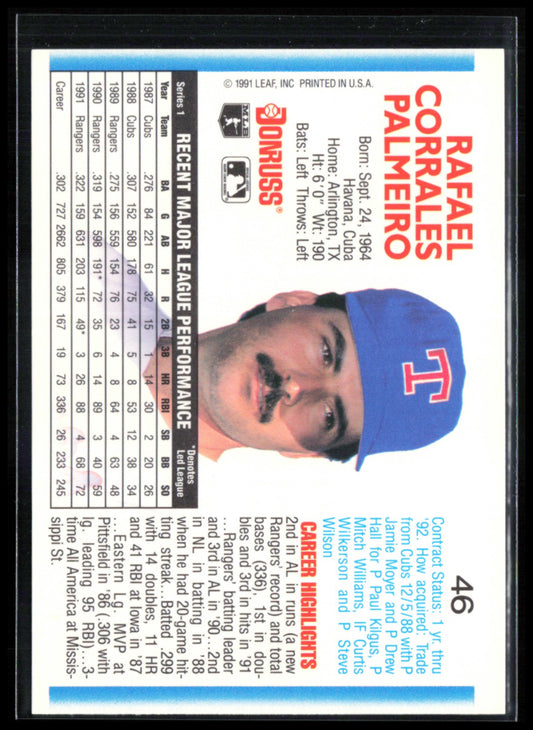 RAFAEL
CORRALES
PALMEIRO
Born: Sept. 24, 1964
Havana, Cuba
Ht: 6'0" Wt: 190
Home: Arlington, TX
Bats: Left Throws: Left
DONRUSS®
MLB
© 1991 LEAF, INC PRINTED IN U.S.A.
46
Contract Status: 1 yr. thru
'92. How acquired: Trade
from Cubs 12/5/88 with P
Jamie Moyer and P Drew
Hall for P Paul Kilgus, P
Mitch Williams, IF Curtis
Wilkerson and P Steve
Wilson
CAREER HIGHLIGHTS
2nd in AL in runs (a new
Rangers' record) and total
bases (336), 1st in dou-
bles and 3rd in hits in '91
...Rangers' batting leader
and 3rd in AL in '90...2nd
in NL in batting in '88
when he had 20-game hit-
ting streak...Batted .299
with 14 doubles, 11 HR
and 41 RBI at Iowa in '87
...Eastern Lg. MVP at
Pittsfield in '86 (.306 with
lg. leading 95 RBI)...3-
time All America at Missis-
sippi St.
Series 1 RECENT MAJOR LEAGUE PERFORMANCE *Denotes
Led League
Year Team BA G AB H R 2B 3B HR RBI SB BB SO
1987 Cubs .276 84 221 61 32 15 1 14 30 2 20 26
1988 Cubs .307 152 580 178 75 41 5 8 53 12 38 34
1989 Rangers .275 156 559 154 76 23 4 8 64 4 63 48
1990 Rangers .319 154 598 191* 72 35 6 14 89 3 40 59
1991 Rangers .322 159 631 203 115 49* 3 26 88 4 68 72
Career .302 727 2662 805 379 167 19 73 336 26 233 245
T